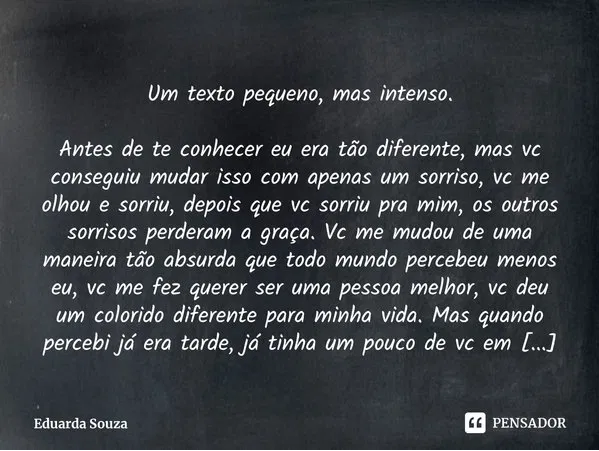 Um texto pequeno, mas intenso.
Antes de te conhecer eu era tão diferente, mas vc
conseguiu mudar isso com apenas um sorriso, vc me
olhou e sorriu, depois que vc sorriu pra mim, os outros
sorrisos perderam a graça. Vc me mudou de uma
maneira tão absurda que todo mundo percebeu menos
eu, vc me fez querer ser uma pessoa melhor, vc deu
um colorido diferente para minha vida. Mas quando
percebi já era tarde, já tinha um pouco de vc em [...]
Eduarda Souza
PENSADOR